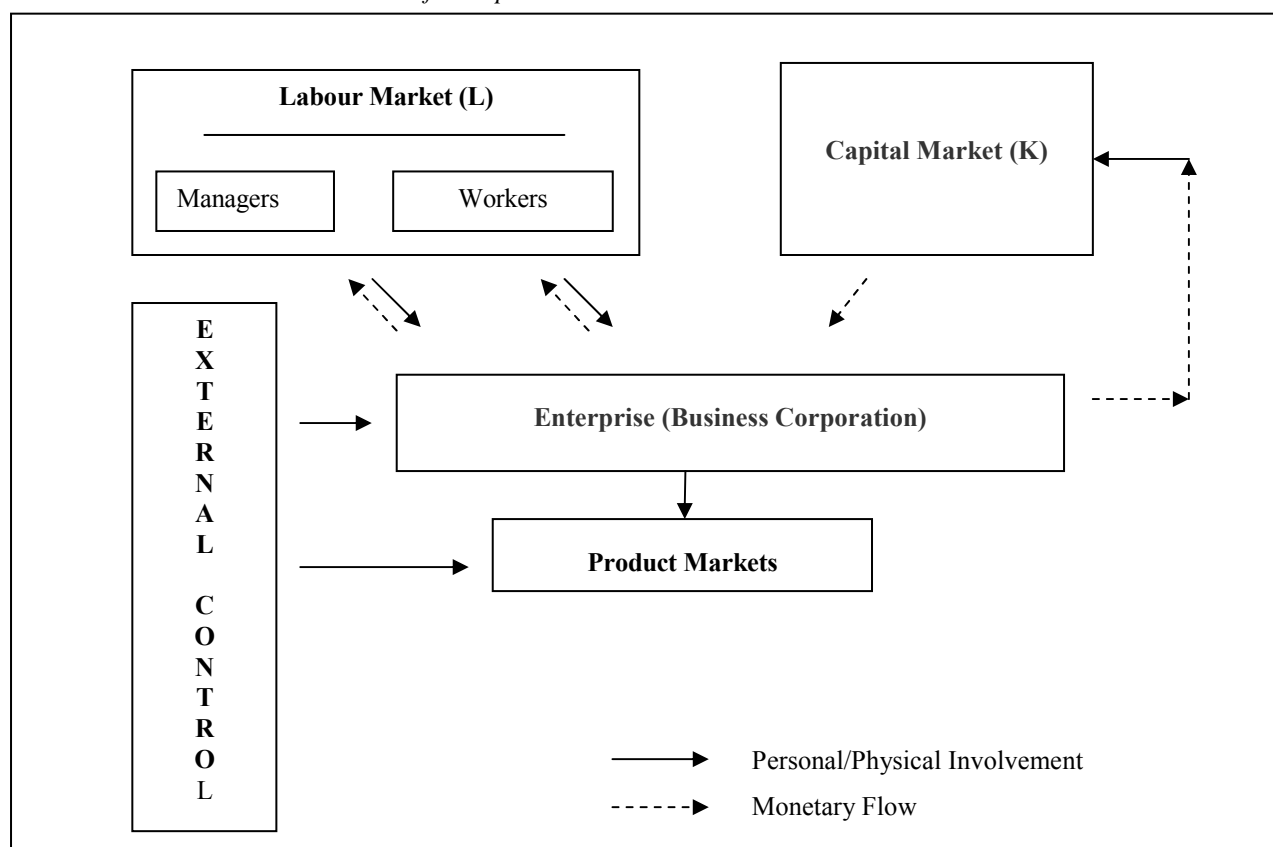 Labour Market (L)
Capital Market (K)
Managers
Workers
E
X
T
E
R
N
A
L
C
O
N
T
R
O
L
Enterprise (Business Corporation)
Product Markets
Personal/Physical Involvement
Monetary Flow